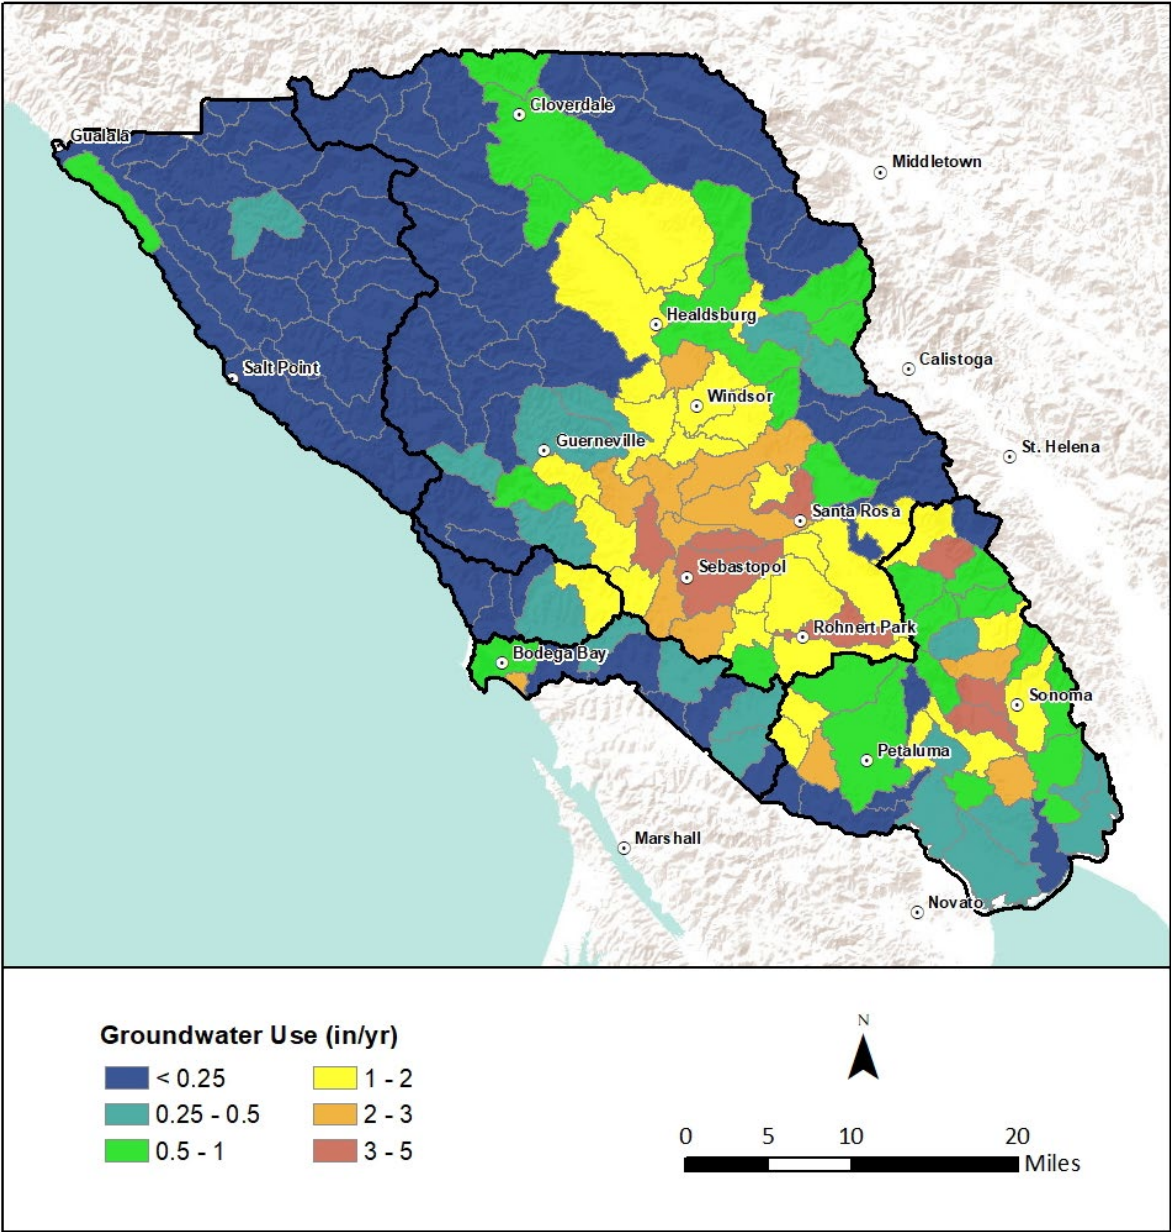 Cloverdale
Gualala
Middletown
Healdsburg
Salt Point
Calistoga
Windsor
Guerneville
St. Helena
Santa Rosa
Sebastopol
Rohnert Park
Bodega Bay
Sonoma
Petaluma
Marshall
Novato
Groundwater Use (in/yr)
< 0.25
1 - 2
0.25 - 0.5
2 - 3
0.5 - 1
3 - 5
N
0 5 10 20
Miles